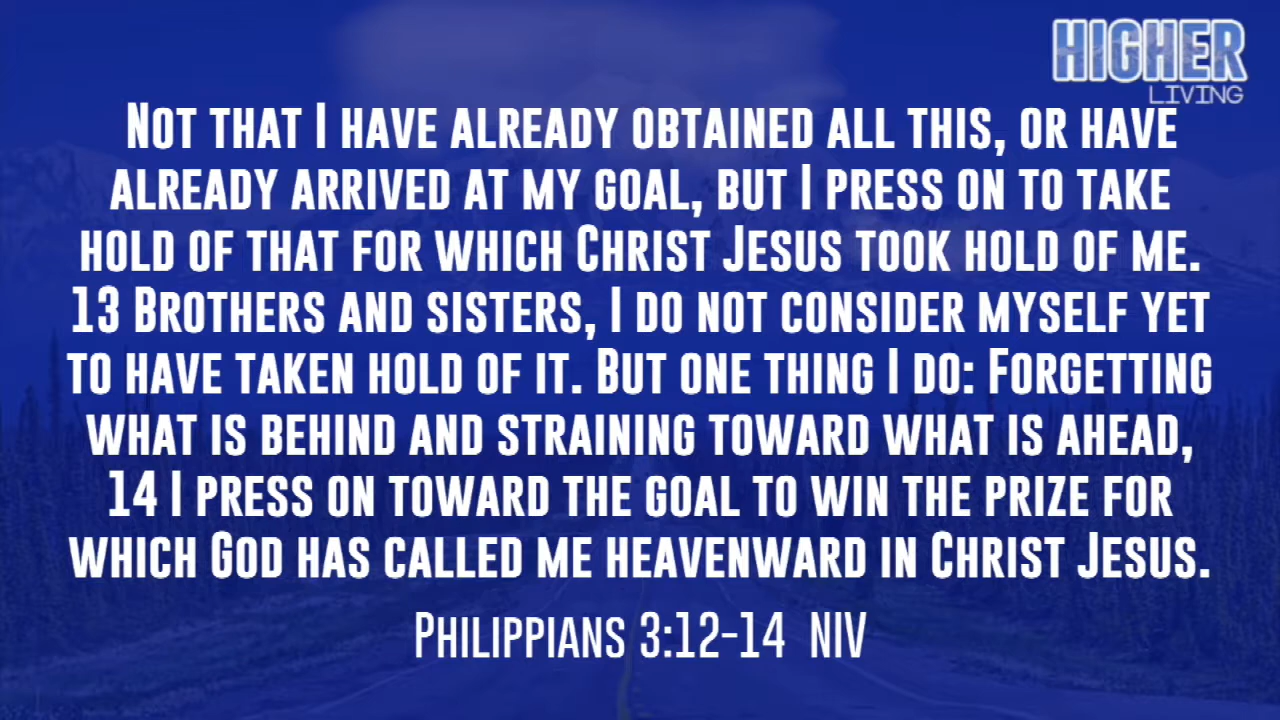 HIGHER
LIVING
Not that I have already obtained all this, or have
already arrived at my goal, but I press on to take
hold of that for which Christ Jesus took hold of me.
13 Brothers and sisters, I do not consider myself yet
to have taken hold of it. But one thing I do: Forgetting
what is behind and straining toward what is ahead,
14 I press on toward the goal to win the prize for
which God has called me heavenward in Christ Jesus.
Philippians 3:12-14 NIV